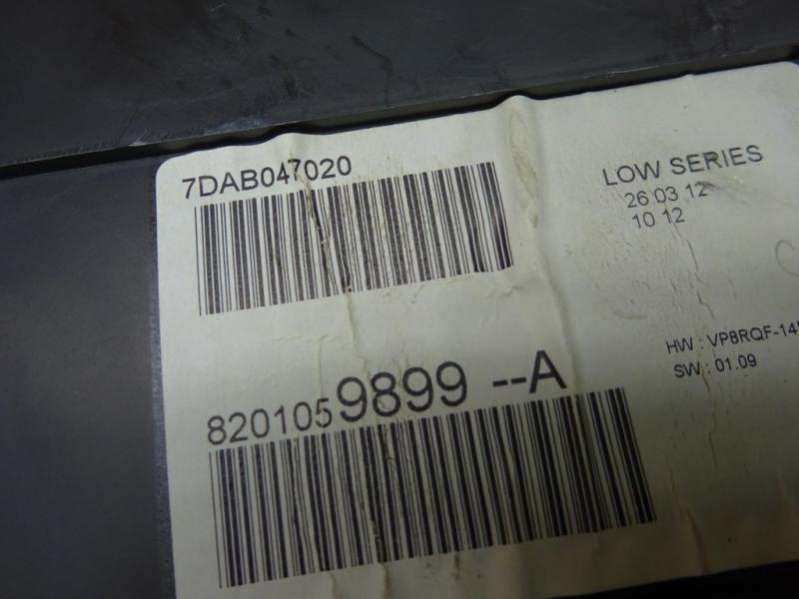 7DAB047020
LOW SERIES
26 03 12
10 12
HW : VP8RQF-14
SW : 01.09
8201059899 --A